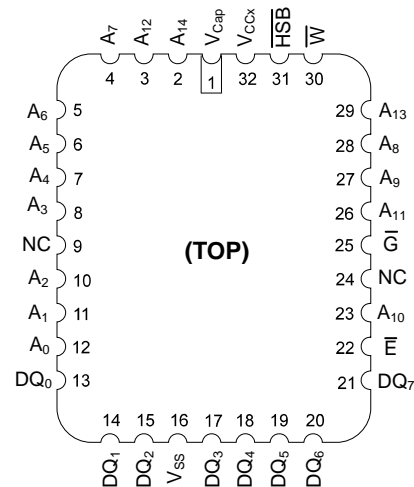 A7 A12 A14 VCap VCCx HSB W
4 3 2 1 32 31 30
A6 5 29 A13
A5 6 28 A8
A4 7 27 A9
A3 8 26 A11
NC 9 (TOP) 25 G
A2 10 24 NC
A1 11 23 A10
A0 12 22 E
DQ0 13 21 DQ7
14 15 16 17 18 19 20
DQ1 DQ2 VSS DQ3 DQ4 DQ5 DQ6